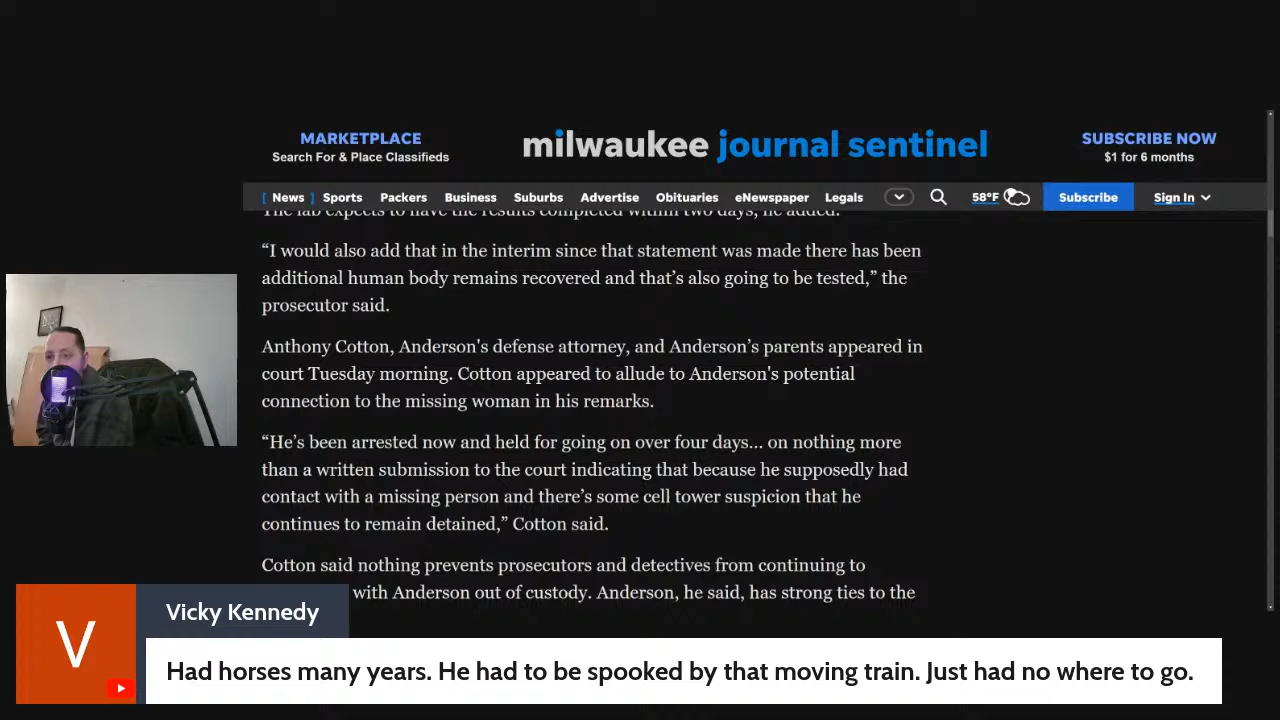 MARKETPLACE
Search For & Place Classifieds
milwaukee journal sentinel
SUBSCRIBE NOW
$1 for 6 months
[ News ] Sports Packers Business Suburbs Advertise Obituaries eNewspaper Legals 58°F Subscribe Sign In
The lab expects to have the results completed within two days, he added.
“I would also add that in the interim since that statement was made there has been
additional human body remains recovered and that’s also going to be tested,” the
prosecutor said.
Anthony Cotton, Anderson's defense attorney, and Anderson’s parents appeared in
court Tuesday morning. Cotton appeared to allude to Anderson's potential
connection to the missing woman in his remarks.
“He’s been arrested now and held for going on over four days... on nothing more
than a written submission to the court indicating that because he supposedly had
contact with a missing person and there’s some cell tower suspicion that he
continues to remain detained,” Cotton said.
Cotton said nothing prevents prosecutors and detectives from continuing to
with Anderson out of custody. Anderson, he said, has strong ties to the
V
Vicky Kennedy
Had horses many years. He had to be spooked by that moving train. Just had no where to go.